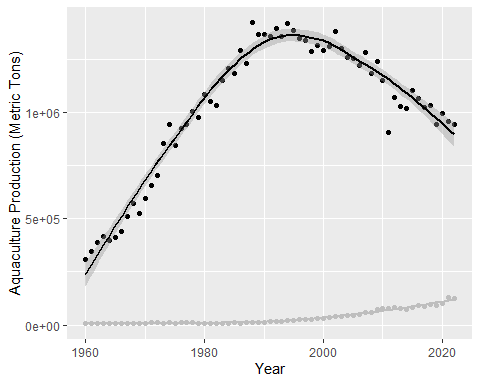 Aquaculture Production (Metric Tons)
1e+06
5e+05
0e+00
1960 1980 2000 2020
Year